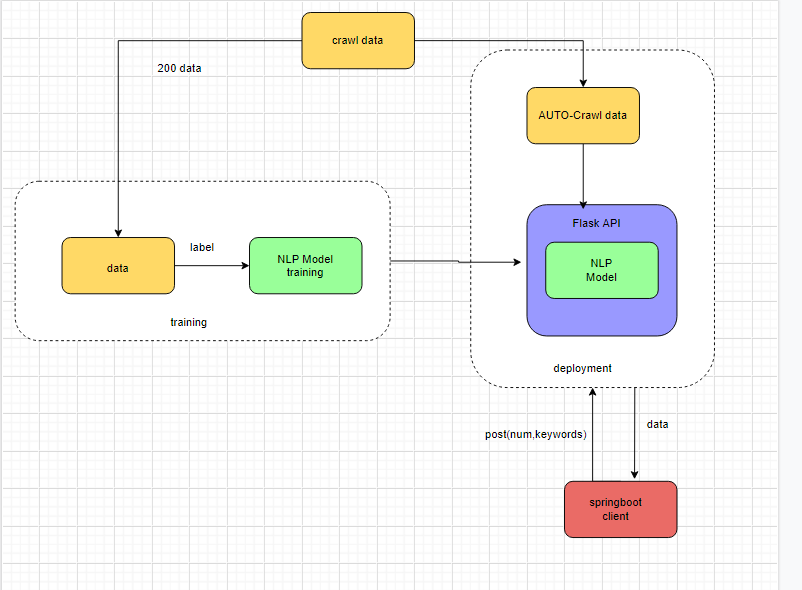 crawl data
200 data
AUTO-Crawl data
Flask API
label
data
NLP Model
training
NLP
Model
training
deployment
post(num,keywords)
data
springboot
client